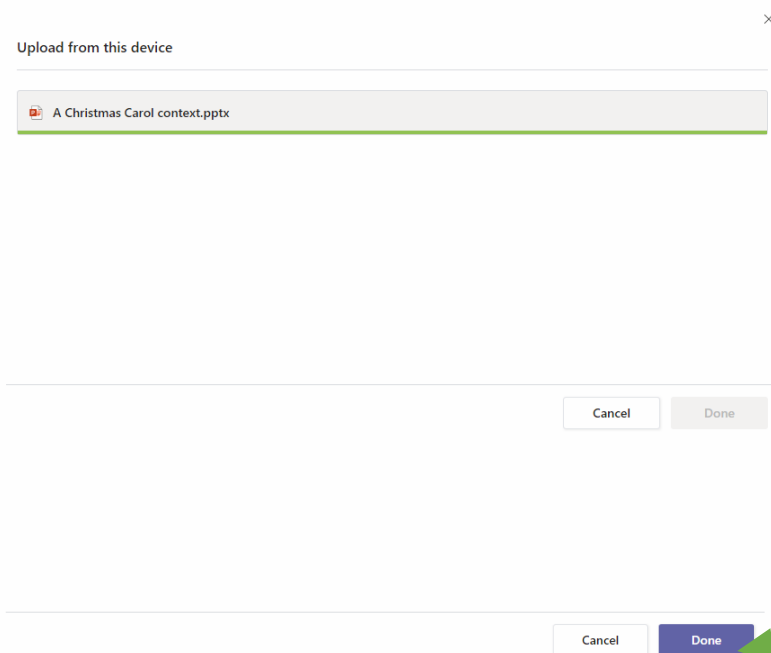 Upload from this device
A Christmas Carol context.pptx
Cancel Done
Cancel Done